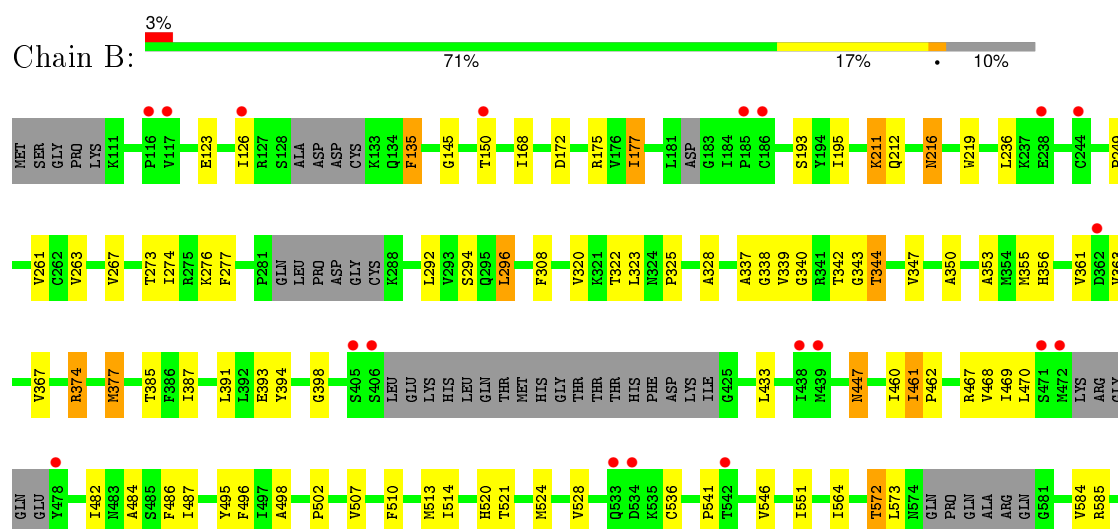 3%
Chain B:
71% 17% • 10%
MET SER GLY PRO LYS K111 P116 V117 E123 I126 R127 S128 ALA ASP ASP CYS K133 Q134 F135 G145 T150 I168 D172 R175 V176 I177 L181 ASP G183 I184 P185 C186 S193 Y194 I195 K211 Q212 N216 W219 L236 K237 E238 C244
V261 C262 V263 V267 T273 I274 R275 K276 F277 P281 GLN LEU PRO ASP GLY CYS K288 L292 V293 S294 Q295 L296 F308 V320 K321 T322 L323 N324 P325 A328 A337 G338 V339 G340 R341 T342 G343 T344 V347 A350 A353 M354 M355 H356 V361 D362 V363
V367 R374 M377 T385 F386 I387 L391 L392 E393 Y394 G398 S405 S406 LEU GLU LYS HIS LEU GLN THR MET HIS GLY THR THR THR HIS PHE ASP LYS ILE G425 L433 I438 M439 N447 I460 I461 P462 R467 V468 I469 L470 S471 M472 LYS ARG GLY
GLN GLU Y478 I482 N483 A484 S485 F486 I487 Y495 F496 I497 A498 P502 V507 F510 M513 I514 H520 T521 M524 V528 Q533 D534 K535 C536 P541 T542 V546 I551 I564 T572 L573 N574 GLN PRO GLN ALA ARG GLN G581 V584 R585